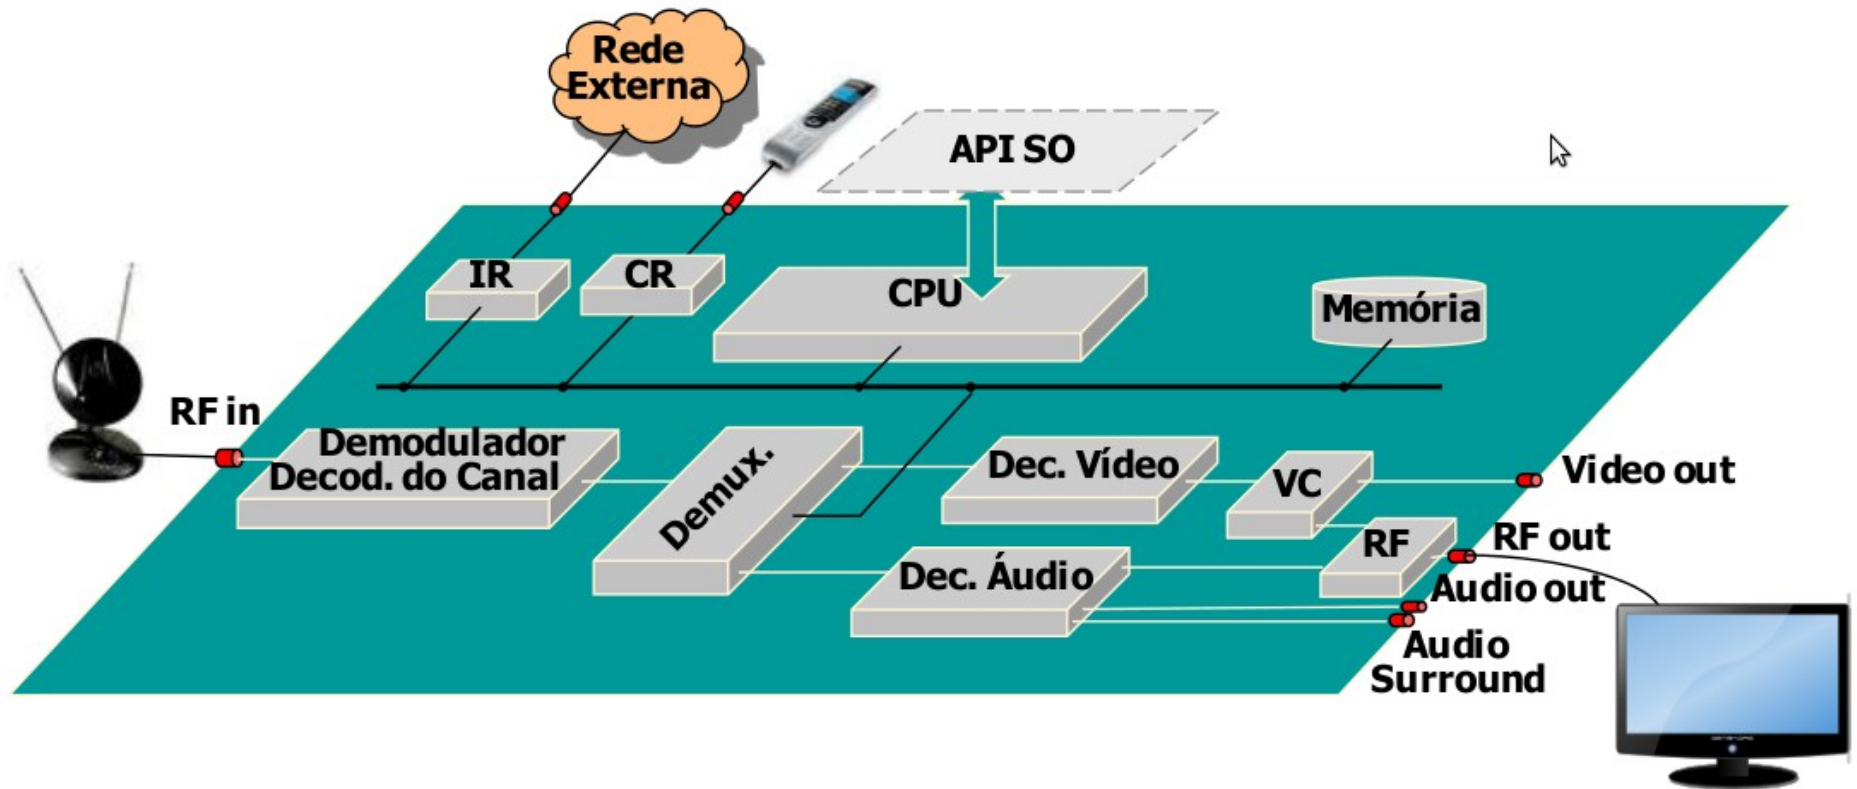 Rede
Externa
API SO
IR
CR
CPU
Memória
RF in
Demodulador
Decod. do Canal
Demux.
Dec. Vídeo
VC
Video out
RF
RF out
Dec. Áudio
Audio out
Audio
Surround